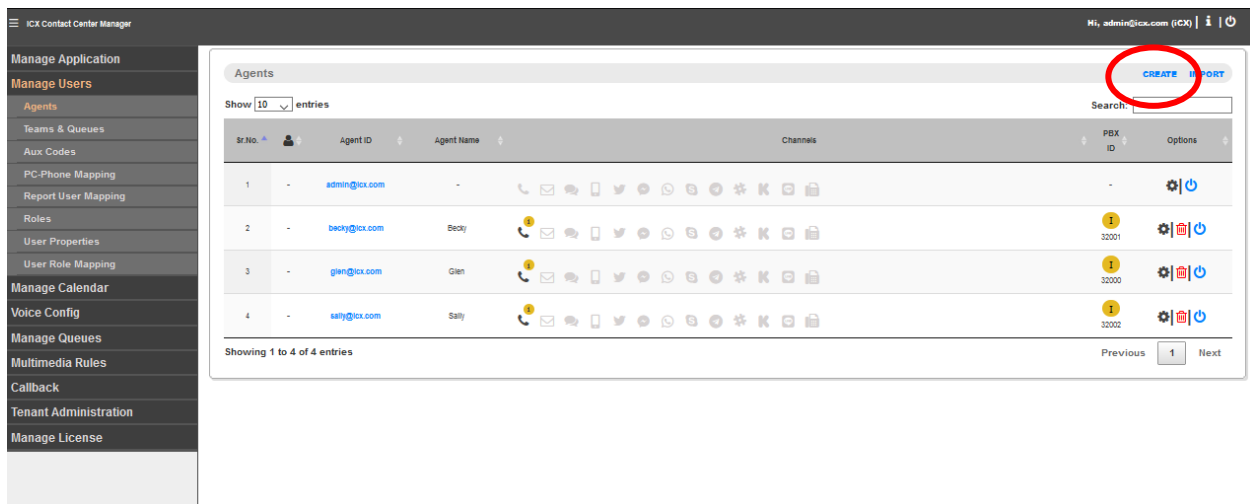 ICX Contact Center Manager
Hi, admin@icx.com (iCX) | i |
Manage Application
Manage Users
Agents
Teams & Queues
Aux Codes
PC-Phone Mapping
Report User Mapping
Roles
User Properties
User Role Mapping
Manage Calendar
Voice Config
Manage Queues
Multimedia Rules
Callback
Tenant Administration
Manage License
Agents
CREATE IMPORT
Show 10 entries
Search:
Sr.No. Agent ID Agent Name Channels PBX ID Options
1 - admin@icx.com - -
2 - becky@icx.com Becky I I 32001
3 - glen@icx.com Glen I I 32000
4 - sally@icx.com Sally I I 32002
Showing 1 to 4 of 4 entries
Previous 1 Next